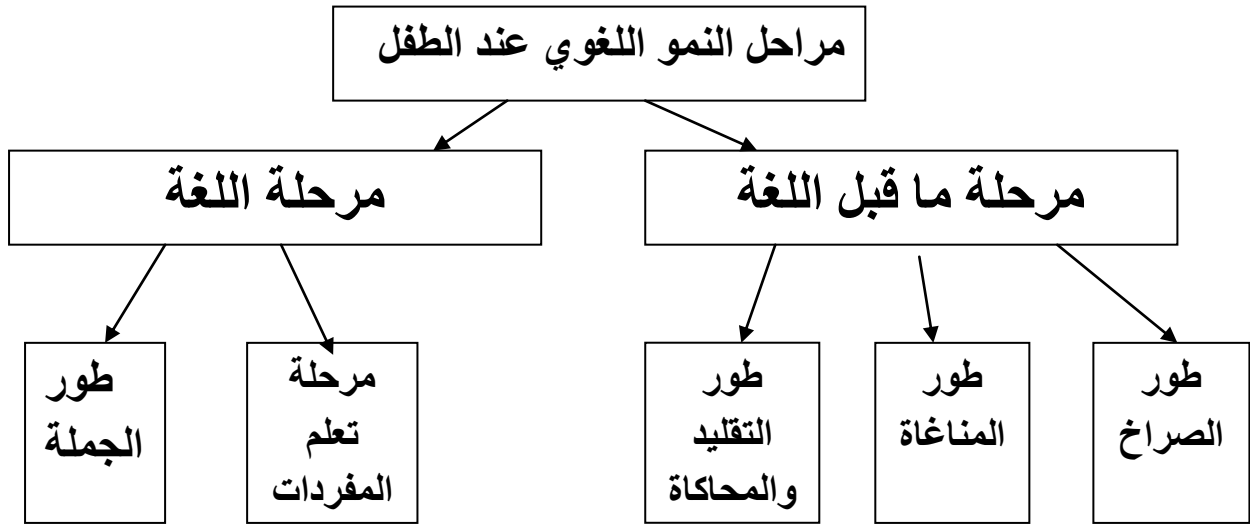 مراحل النمو اللغوي عند الطفل
مرحلة ما قبل اللغة
مرحلة اللغة
طور
الصراخ
طور
المناغاة
طور
التقليد
والمحاكاة
مرحلة
تعلم
المفردات
طور
الجملة